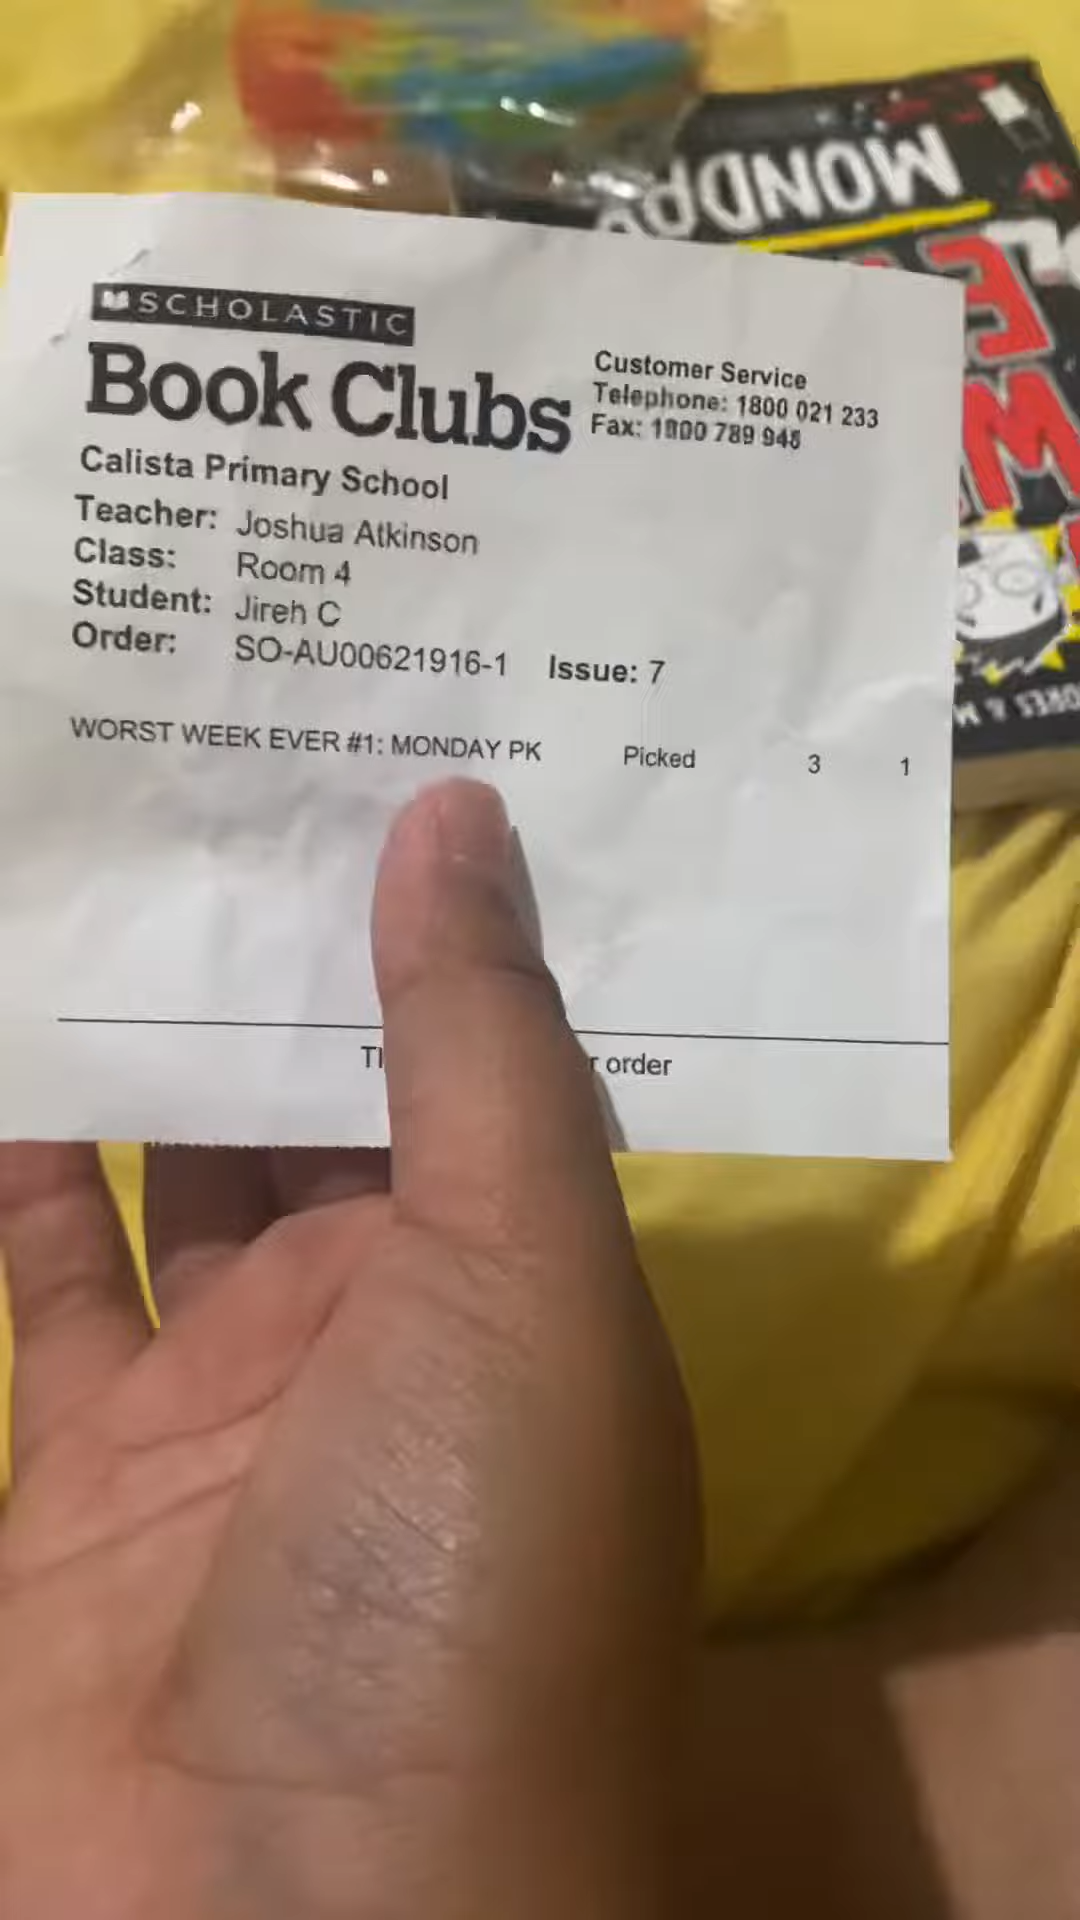 MONDAY
SCHOLASTIC
Book Clubs
Customer Service
Telephone: 1800 021 233
Fax: 1800 789 948
Calista Primary School
Teacher: Joshua Atkinson
Class: Room 4
Student: Jireh C
Order: SO-AU00621916-1 Issue: 7
WORST WEEK EVER #1: MONDAY PK Picked 3 1
order